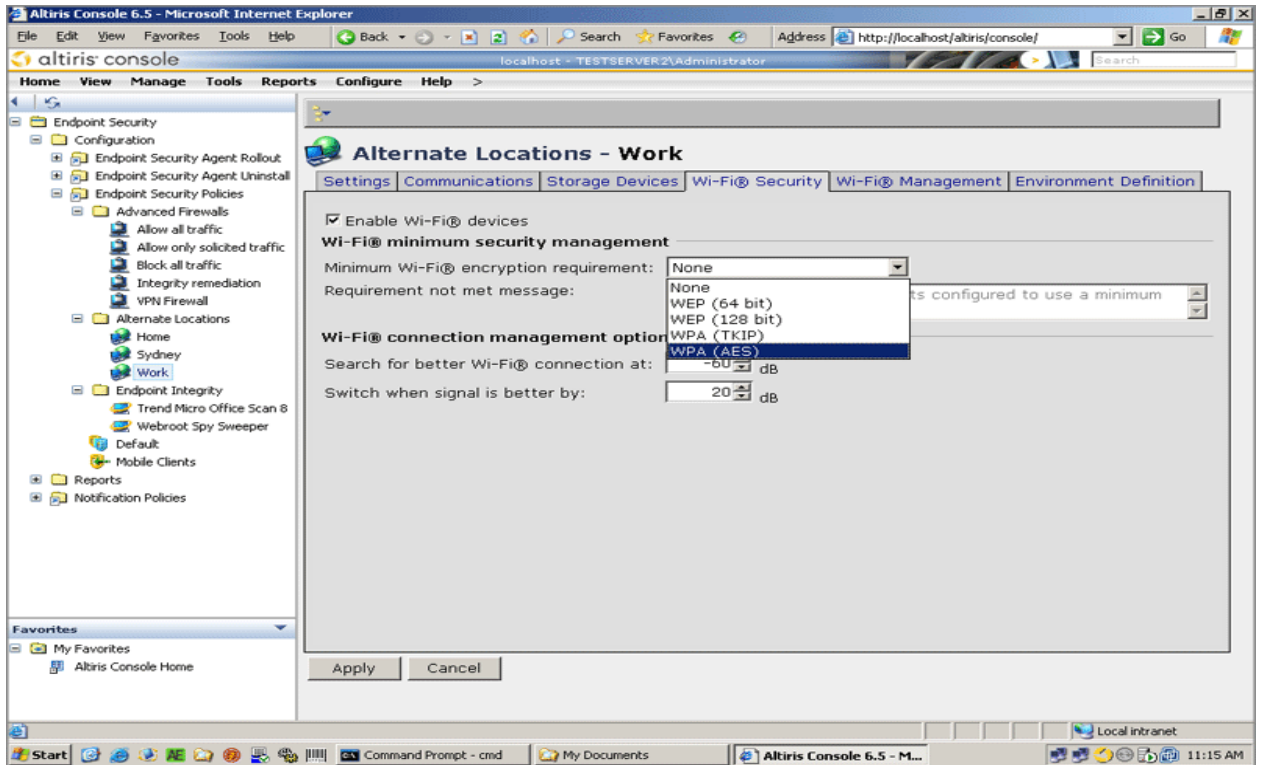 Altiris Console 6.5 - Microsoft Internet Explorer
File Edit View Favorites Tools Help
Back Search Favorites Address http://localhost/altiris/console/ Go
altiris console
localhost - TESTSERVER2\Administrator
Search
Home View Manage Tools Reports Configure Help >
Endpoint Security
Configuration
Endpoint Security Agent Rollout
Endpoint Security Agent Uninstall
Endpoint Security Policies
Advanced Firewalls
Allow all traffic
Allow only solicited traffic
Block all traffic
Integrity remediation
VPN Firewall
Alternate Locations
Home
Sydney
Work
Endpoint Integrity
Trend Micro Office Scan 8
Webroot Spy Sweeper
Default
Mobile Clients
Reports
Notification Policies
Favorites
My Favorites
Altiris Console Home
Alternate Locations - Work
Settings Communications Storage Devices Wi-Fi® Security Wi-Fi® Management Environment Definition
Enable Wi-Fi® devices
Wi-Fi® minimum security management
Minimum Wi-Fi® encryption requirement: None
Requirement not met message:
None
WEP (64 bit)
WEP (128 bit)
WPA (TKIP)
WPA (AES)
ts configured to use a minimum
Wi-Fi® connection management option
Search for better Wi-Fi® connection at: -60 dB
Switch when signal is better by: 20 dB
Apply Cancel
Local intranet
Start AE Command Prompt - cmd My Documents Altiris Console 6.5 - M... 11:15 AM